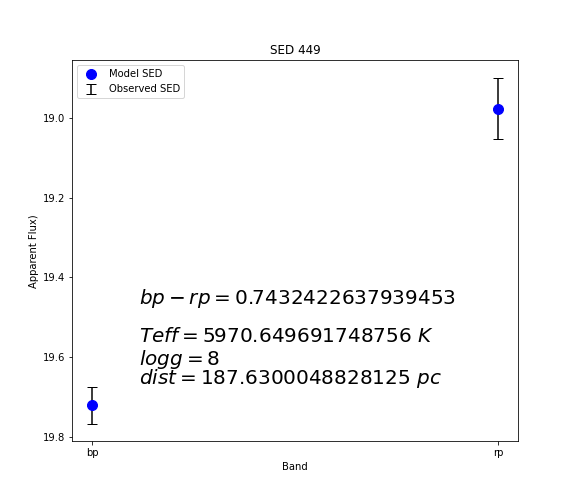 SED 449
Model SED
Observed SED
19.0
19.2
19.4
19.6
19.8
Apparent Flux)
bp − rp = 0.7432422637939453
Teff = 5970.649691748756 K
logg = 8
dist = 187.6300048828125 pc
bp
rp
Band